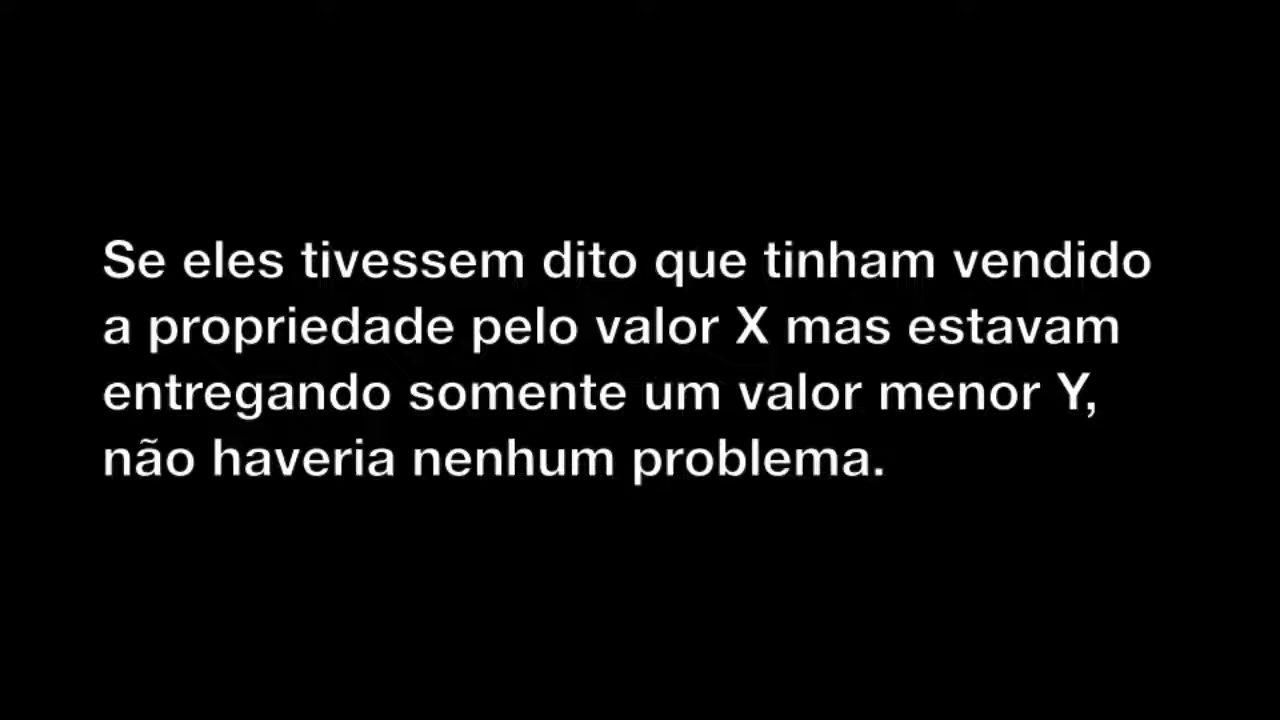 Se eles tivessem dito que tinham vendido
a propriedade pelo valor X mas estavam
entregando somente um valor menor Y,
não haveria nenhum problema.